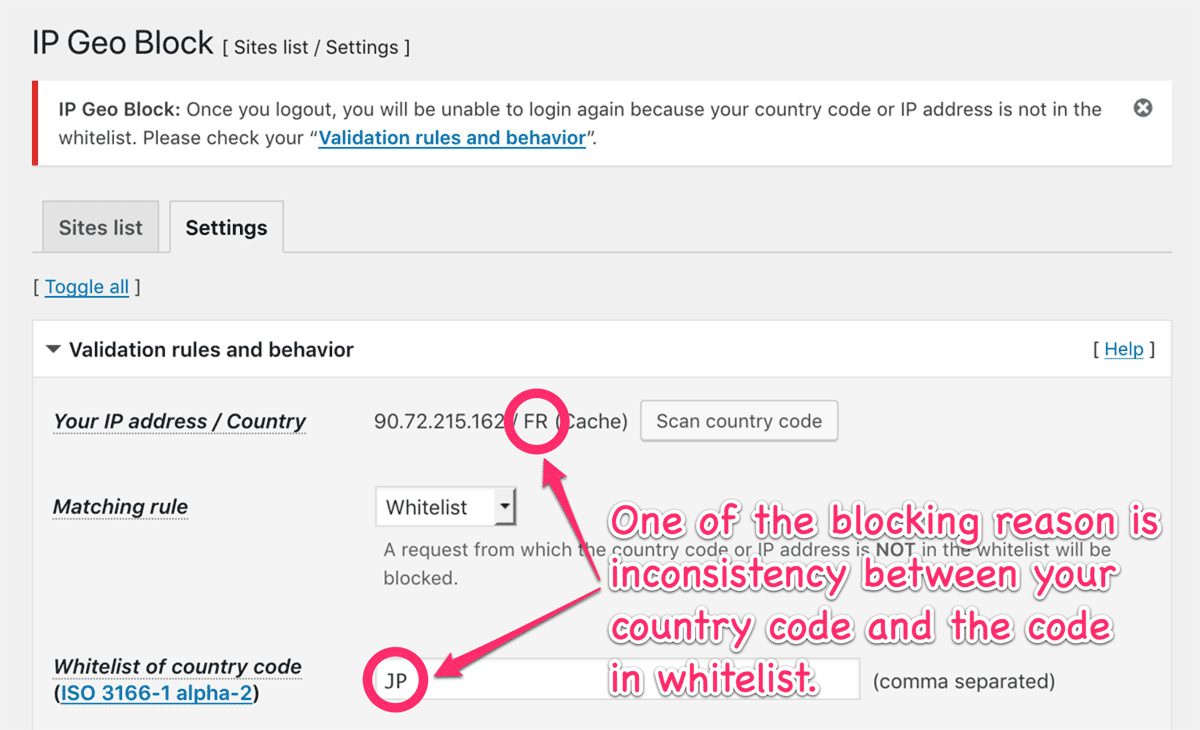 IP Geo Block [ Sites list / Settings ]
IP Geo Block: Once you logout, you will be unable to login again because your country code or IP address is not in the
whitelist. Please check your “Validation rules and behavior”.
Sites list Settings
[ Toggle all ]
Validation rules and behavior [ Help ]
Your IP address / Country 90.72.215.162 / FR (Cache) Scan country code
Matching rule Whitelist
A request from which the country code or IP address is NOT in the whitelist will be
blocked.
One of the blocking reason is
inconsistency between your
country code and the code
in whitelist.
Whitelist of country code
(ISO 3166-1 alpha-2)
JP (comma separated)